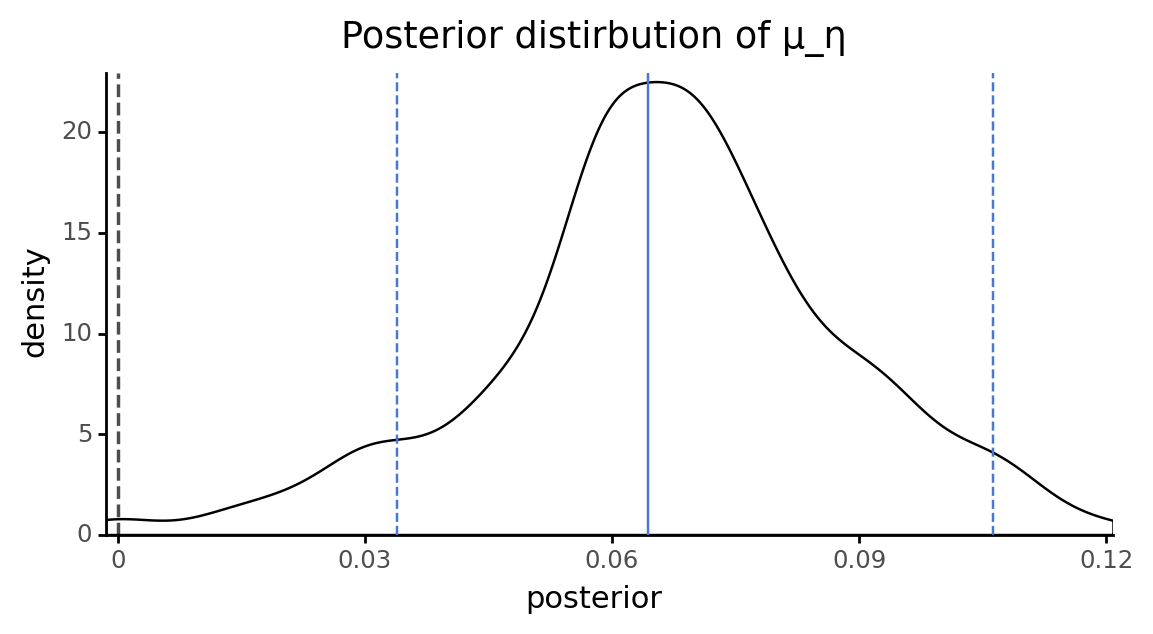 Posterior distirbution of μ_η
density
20
15
10
5
0
0 0.03 0.06 0.09 0.12
posterior